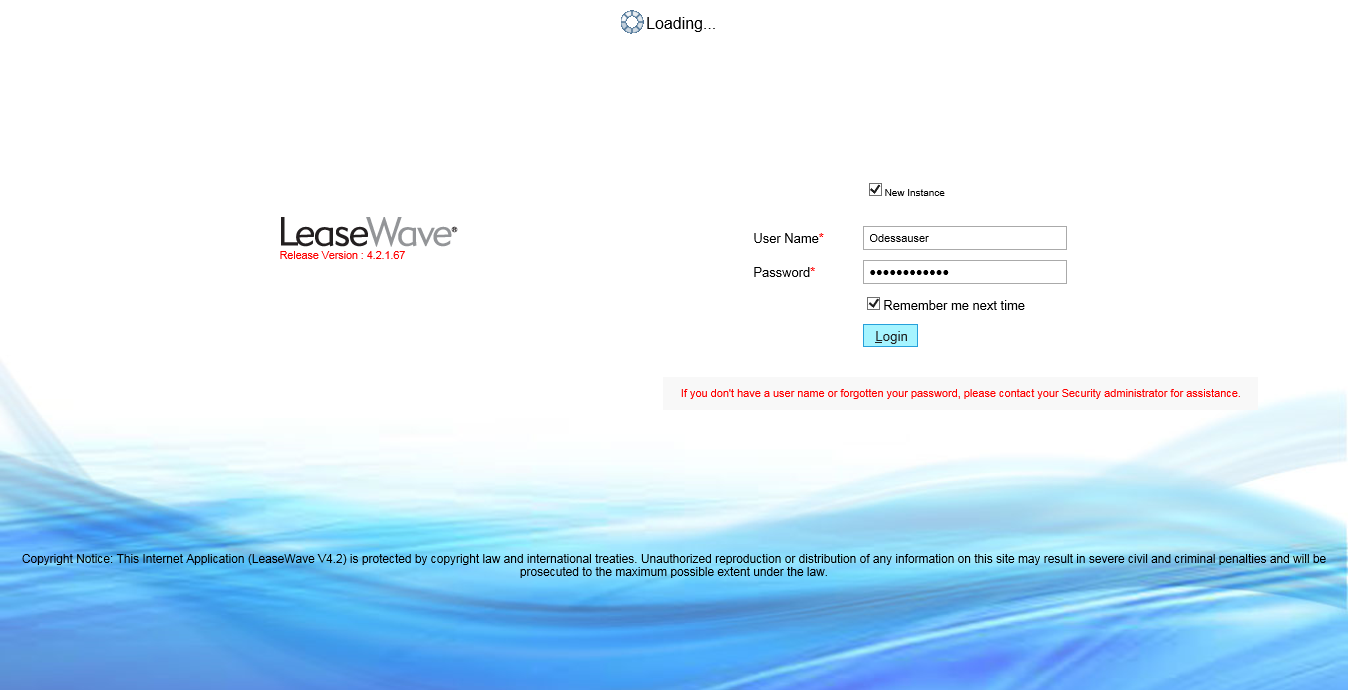 Loading...
New Instance
LeaseWave®
Release Version : 4.2.1.67
User Name* Odessauser
Password* ●●●●●●●●●●●●
Remember me next time
Login
If you don't have a user name or forgotten your password, please contact your Security administrator for assistance.
Copyright Notice: This Internet Application (LeaseWave V4.2) is protected by copyright law and international treaties. Unauthorized reproduction or distribution of any information on this site may result in severe civil and criminal penalties and will be
prosecuted to the maximum possible extent under the law.